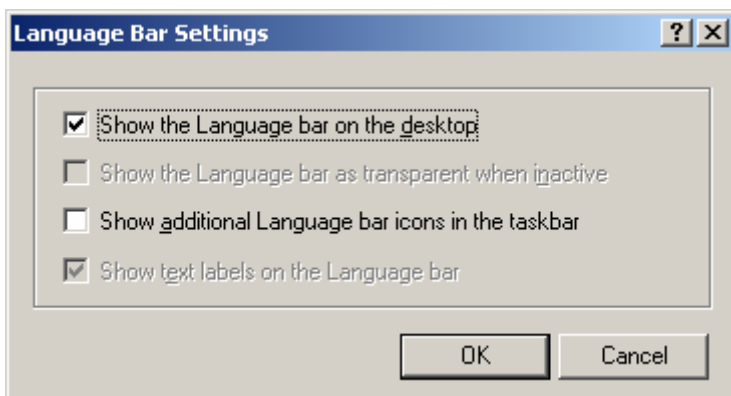 Language Bar Settings
Show the Language bar on the desktop
Show the Language bar as transparent when inactive
Show additional Language bar icons in the taskbar
Show text labels on the Language bar
OK Cancel